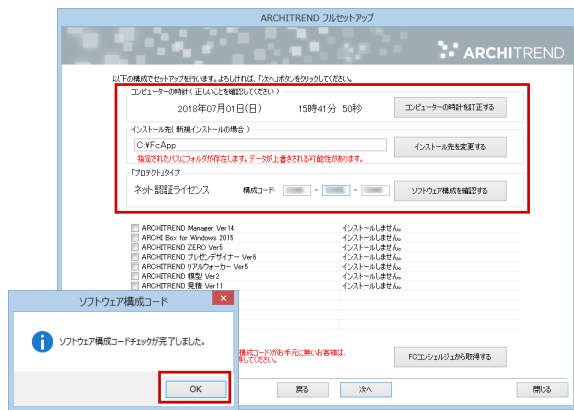 ARCHITREND フルセットアップ
ARCHITREND
以下の構成でセットアップを行います。よろしければ、「次へ」ボタンをクリックしてください。
コンピューターの時計( 正しいことを確認してください )
2018年07月01日(日) 15時41分 50秒 コンピューターの時計を訂正する
インストール先( 新規インストールの場合 )
C:¥FcApp インストール先を変更する
指定されたパスにフォルダが存在します。データが上書きされる可能性があります。
「プロテクト」タイプ
ネット認証ライセンス 構成コード - - ソフトウェア構成を確認する
ARCHITREND Manager Ver14 インストールしません。
ARCHI Box for Windows 2015 インストールしません。
ARCHITREND ZERO Ver5 インストールしません。
ARCHITREND プレゼンデザイナー Ver6 インストールしません。
ARCHITREND リアルウォーカー Ver5 インストールしません。
ARCHITREND 模型 Ver2 インストールしません。
ARCHITREND 見積 Ver11 インストールしません。
ソフトウェア構成コード ×
ソフトウェア構成コードチェックが完了しました。
OK
構成コード)がお手元に無いお客様は、
得してください。
FCコンシェルジュから取得する
戻る 次へ 閉じる